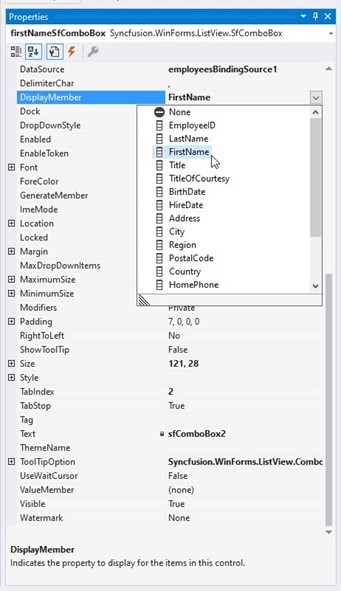 Properties
firstNameSfComboBox Syncfusion.WinForms.ListView.SfComboBox
DataSource employeesBindingSource1
DelimiterChar ,
DisplayMember FirstName
Dock
DropDownStyle
Enabled
EnableToken
Font
ForeColor
GenerateMember
ImeMode
Location
Locked
Margin
MaxDropDownItems
MaximumSize
MinimumSize
None
EmployeeID
LastName
FirstName
Title
TitleOfCourtesy
BirthDate
HireDate
Address
City
Region
PostalCode
Country
HomePhone
Modifiers Private
Padding 7, 0, 0, 0
RightToLeft No
ShowToolTip False
Size 121, 28
Style
TabIndex 2
TabStop True
Tag
Text sfComboBox2
ThemeName
ToolTipOption Syncfusion.WinForms.ListView.Combo
UseWaitCursor False
ValueMember (none)
Visible True
Watermark None
DisplayMember
Indicates the property to display for the items in this control.